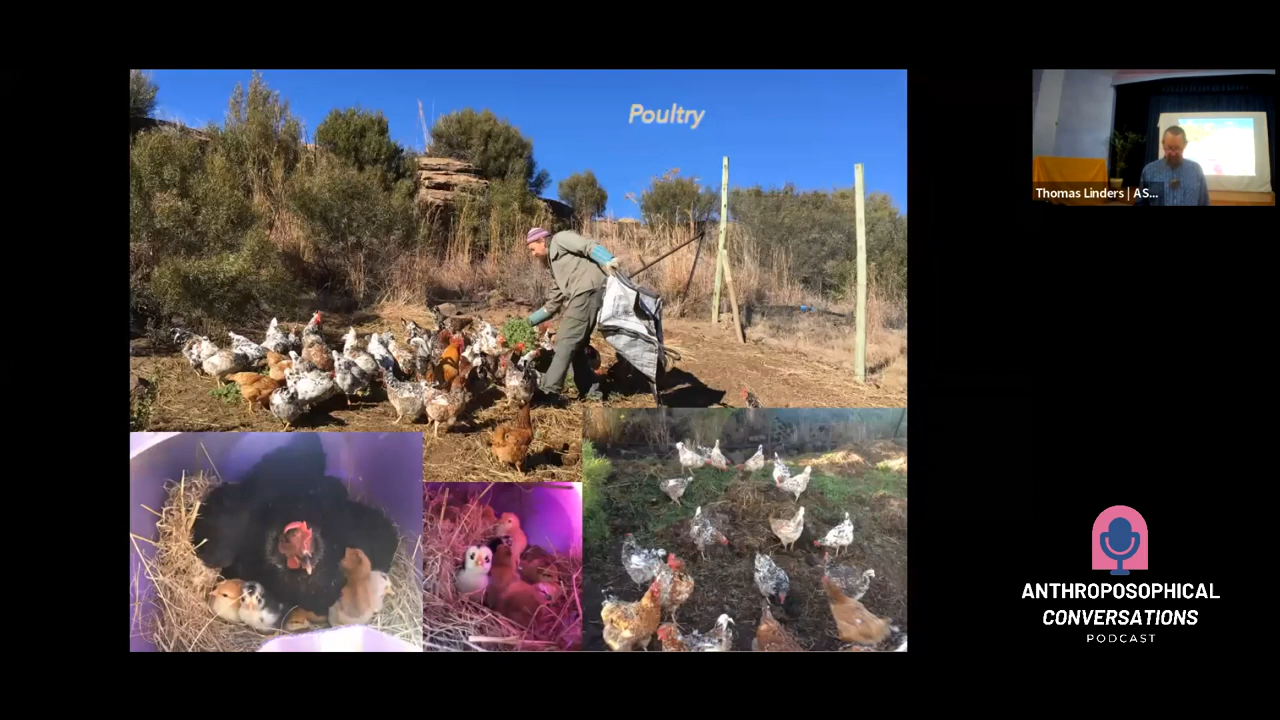 Poultry
Thomas Linders | AS...
ANTHROPOSOPHICAL
CONVERSATIONS
PODCAST